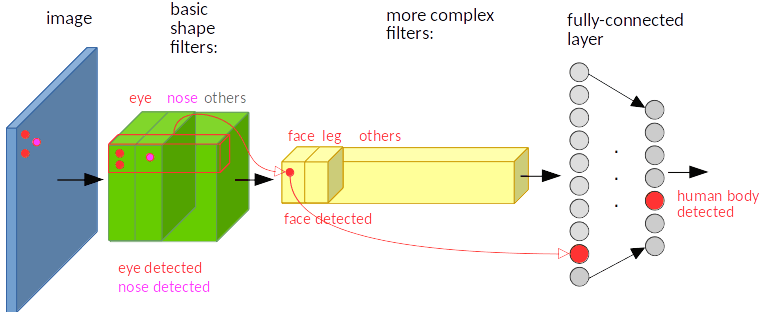 image
basic
shape
filters:
more complex
filters:
fully-connected
layer
eye nose others
face leg others
face detected
human body
detected
eye detected
nose detected